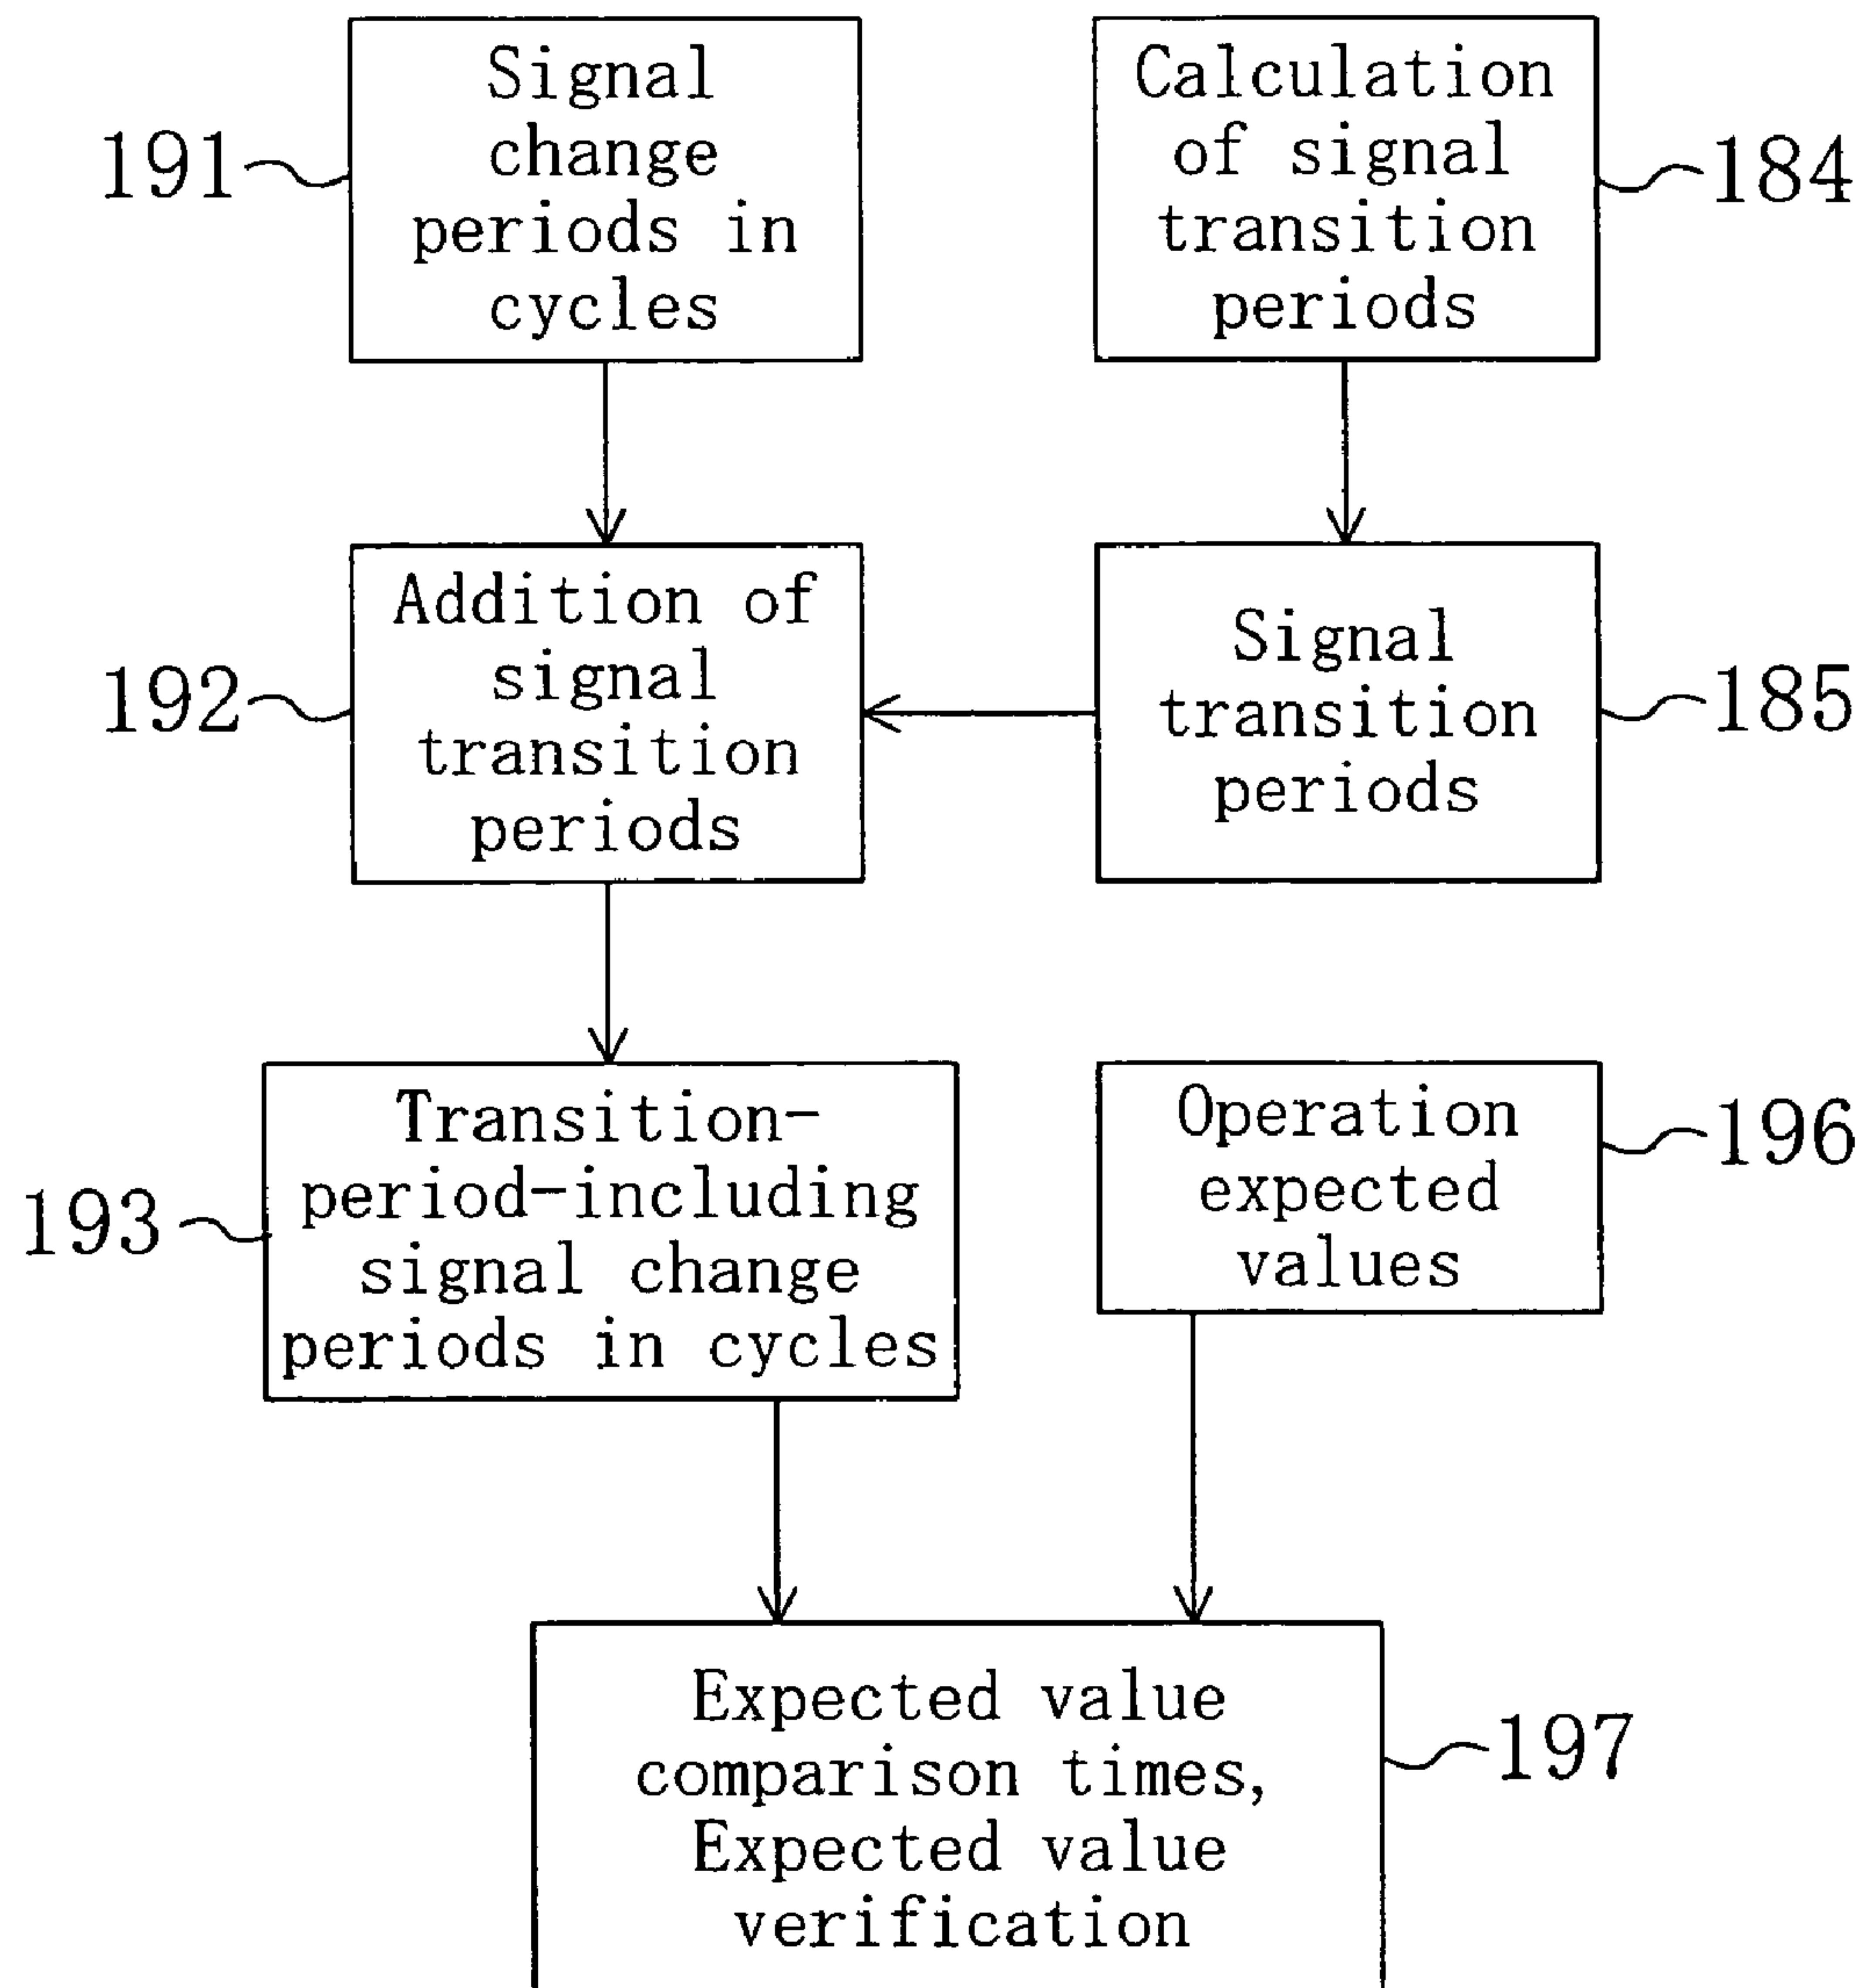 191
Signal
change
periods in
cycles
Calculation
of signal
transition
periods
184
192
Addition of
signal
transition
periods
Signal
transition
periods
185
193
Transition-
period-including
signal change
periods in cycles
Operation
expected
values
196
Expected value
comparison times,
Expected value
verification
197